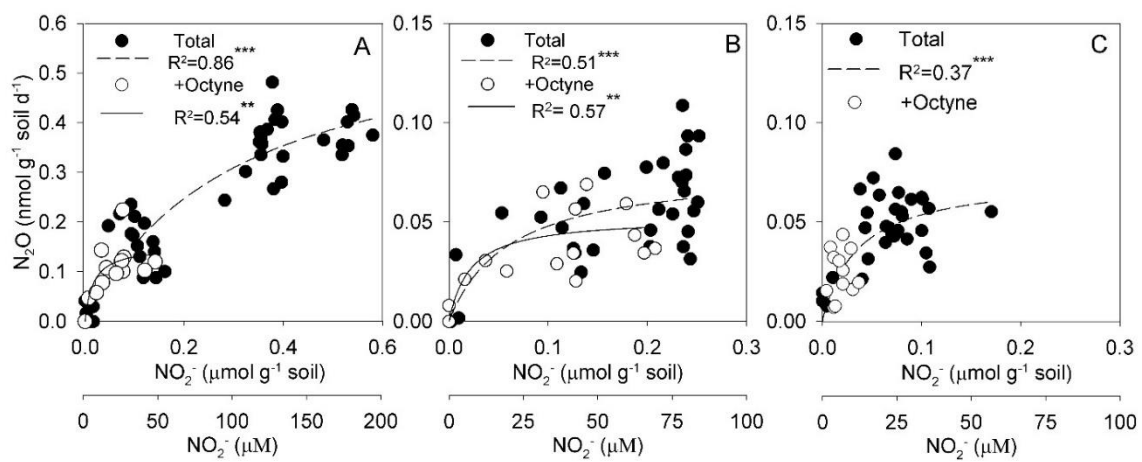 N₂O (nmol g⁻¹ soil d⁻¹)
A
Total
R²=0.86***
+Octyne
R²=0.54**
0.6
0.5
0.4
0.3
0.2
0.1
0.0
0.0 0.2 0.4 0.6
NO₂⁻ (μmol g⁻¹ soil)
0 50 100 150 200
NO₂⁻ (μM)
B
Total
R²=0.51***
+Octyne
R²= 0.57**
0.15
0.10
0.05
0.00
0.0 0.1 0.2 0.3
NO₂⁻ (μmol g⁻¹ soil)
0 25 50 75 100
NO₂⁻ (μM)
C
Total
R²=0.37***
+Octyne
0.15
0.10
0.05
0.00
0.0 0.1 0.2 0.3
NO₂⁻ (μmol g⁻¹ soil)
0 25 50 75 100
NO₂⁻ (μM)